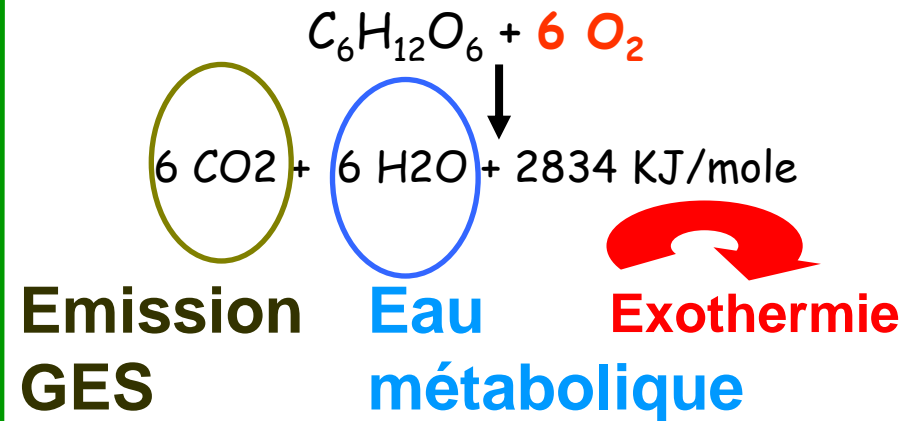 C₆H₁₂O₆ + 6 O₂
6 CO2 + 6 H2O + 2834 KJ/mole
Emission Eau Exothermie
GES métabolique